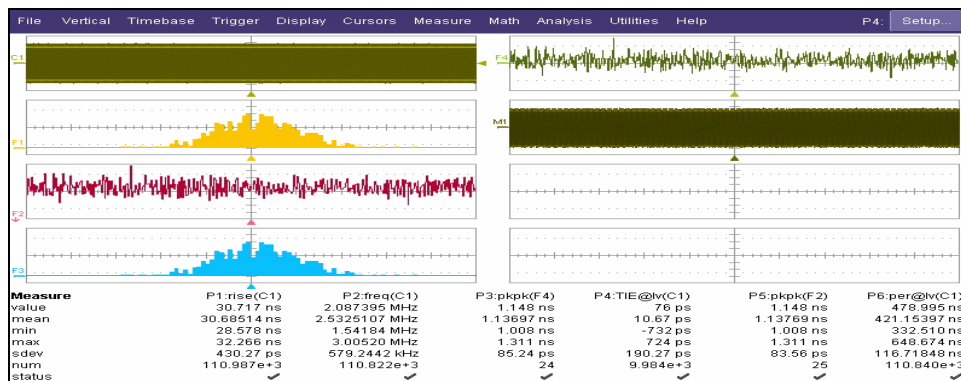 File Vertical Timebase Trigger Display Cursors Measure Math Analysis Utilities Help P4: Setup...
C1
F4
F1
M1
F2
F3
Measure P1:rise(C1) P2:freq(C1) P3:pkpk(F4) P4:TIE@lv(C1) P5:pkpk(F2) P6:per@lv(C1)
value 30.717 ns 2.087395 MHz 1.148 ns 76 ps 1.148 ns 478.995 ns
mean 30.68514 ns 2.5325107 MHz 1.13697 ns 10.67 ps 1.13769 ns 421.15397 ns
min 28.578 ns 1.54184 MHz 1.008 ns -732 ps 1.008 ns 332.510 ns
max 32.266 ns 3.00520 MHz 1.311 ns 724 ps 1.311 ns 648.674 ns
sdev 430.27 ps 579.2442 kHz 85.24 ps 190.27 ps 83.56 ps 116.71848 ns
num 110.987e+3 110.822e+3 24 9.984e+3 25 110.840e+3
status